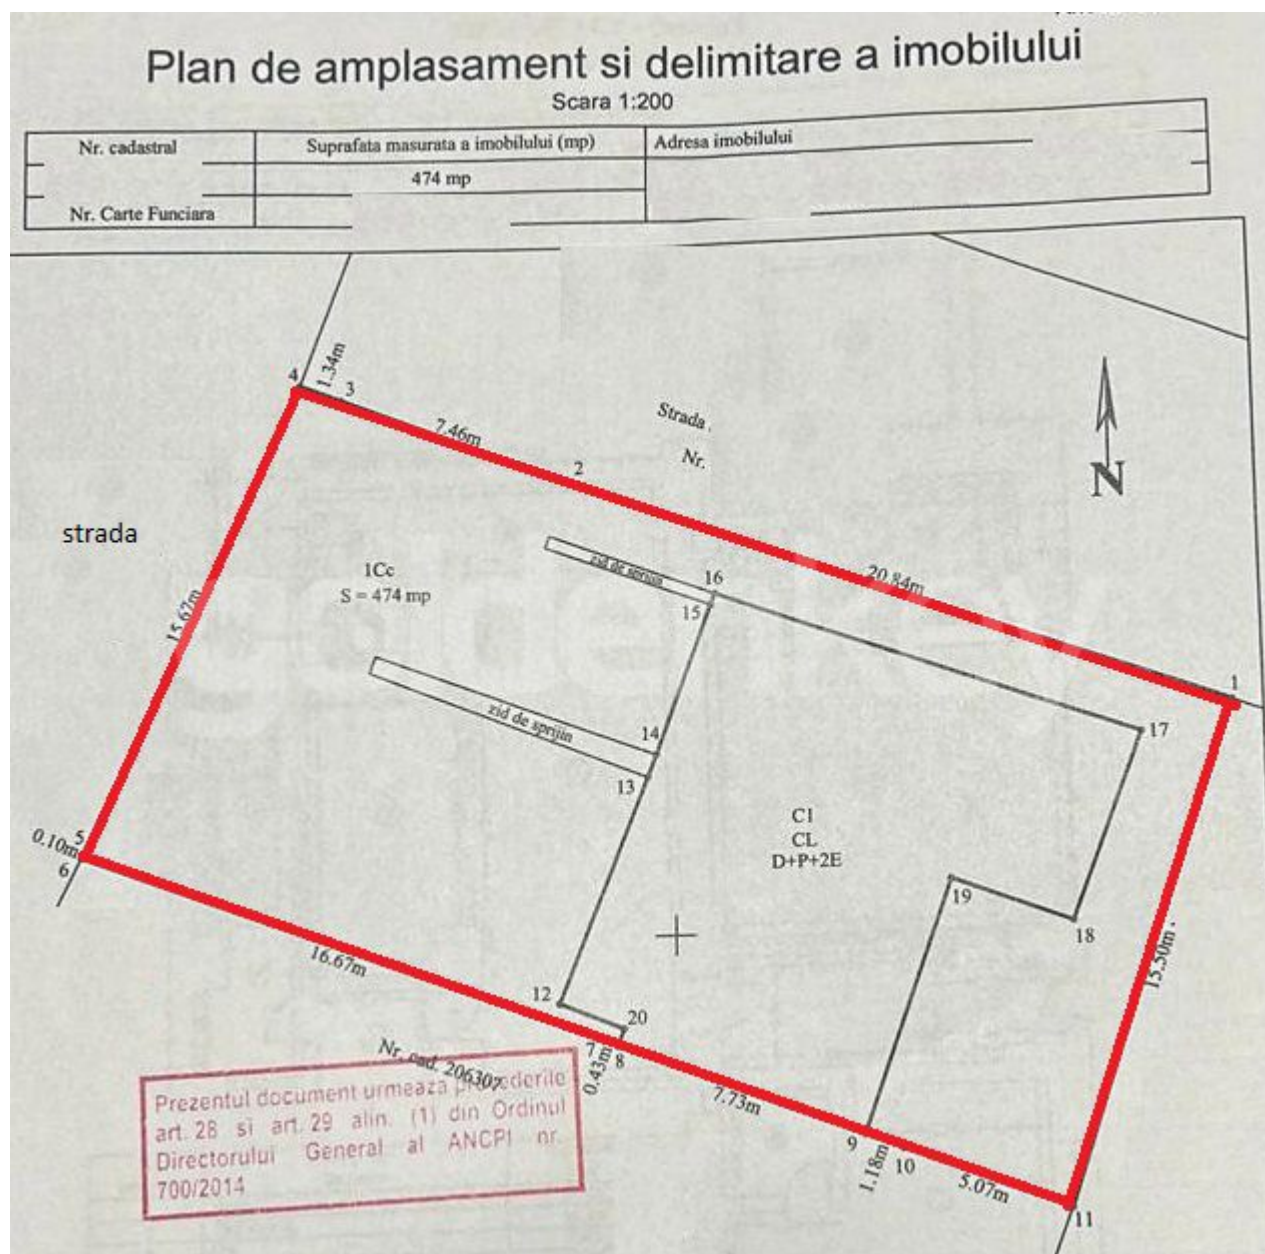 Plan de amplasament si delimitare a imobilului
Scara 1:200
Nr. cadastral
Suprafata masurata a imobilului (mp)
Adresa imobilului
474 mp
Nr. Carte Funciara
4
1.34m
3
7.46m
2
Strada
Nr.
N
strada
1Cc
S = 474 mp
zid de sprijin
16
15
20.84m
1
15.67m
zid de sprijin
14
13
17
C1
CL
D+P+2E
19
18
5
0.10m
6
16.67m
12
20
15.50m
7
8
0.43m
Nr. cad. 206307
7.73m
9
1.18m
10
5.07m
11
Prezentul document urmeaza prevederile
art. 28 si art. 29 alin. (1) din Ordinul
Directorului General al ANCPI nr.
700/2014